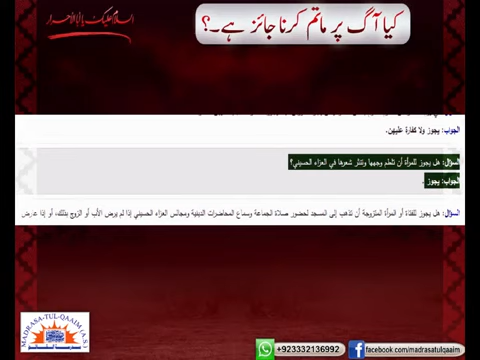 السلام علیک یا ابا الاحرار
کیا آگ پر ماتم کرنا جائز ہے۔؟
الجواب: يجوز ولا كفارة عليهن.
السؤال: هل يجوز للمرأة أن تلطم وجهها وتنثر شعرها في العزاء الحسيني؟
الجواب: يجوز.
السؤال: هل يجوز للفتاة أو المرأة المتزوجة أن تذهب إلى المسجد لحضور صلاة الجماعة وسماع المحاضرات الدينية ومجالس العزاء الحسيني إذا لم يرض الأب أو الزوج بذلك، أو إذا عارض
MADRASA-TUL-QAAIM (A.S.)
+923332136992
facebook.com/madrasatulqaaim